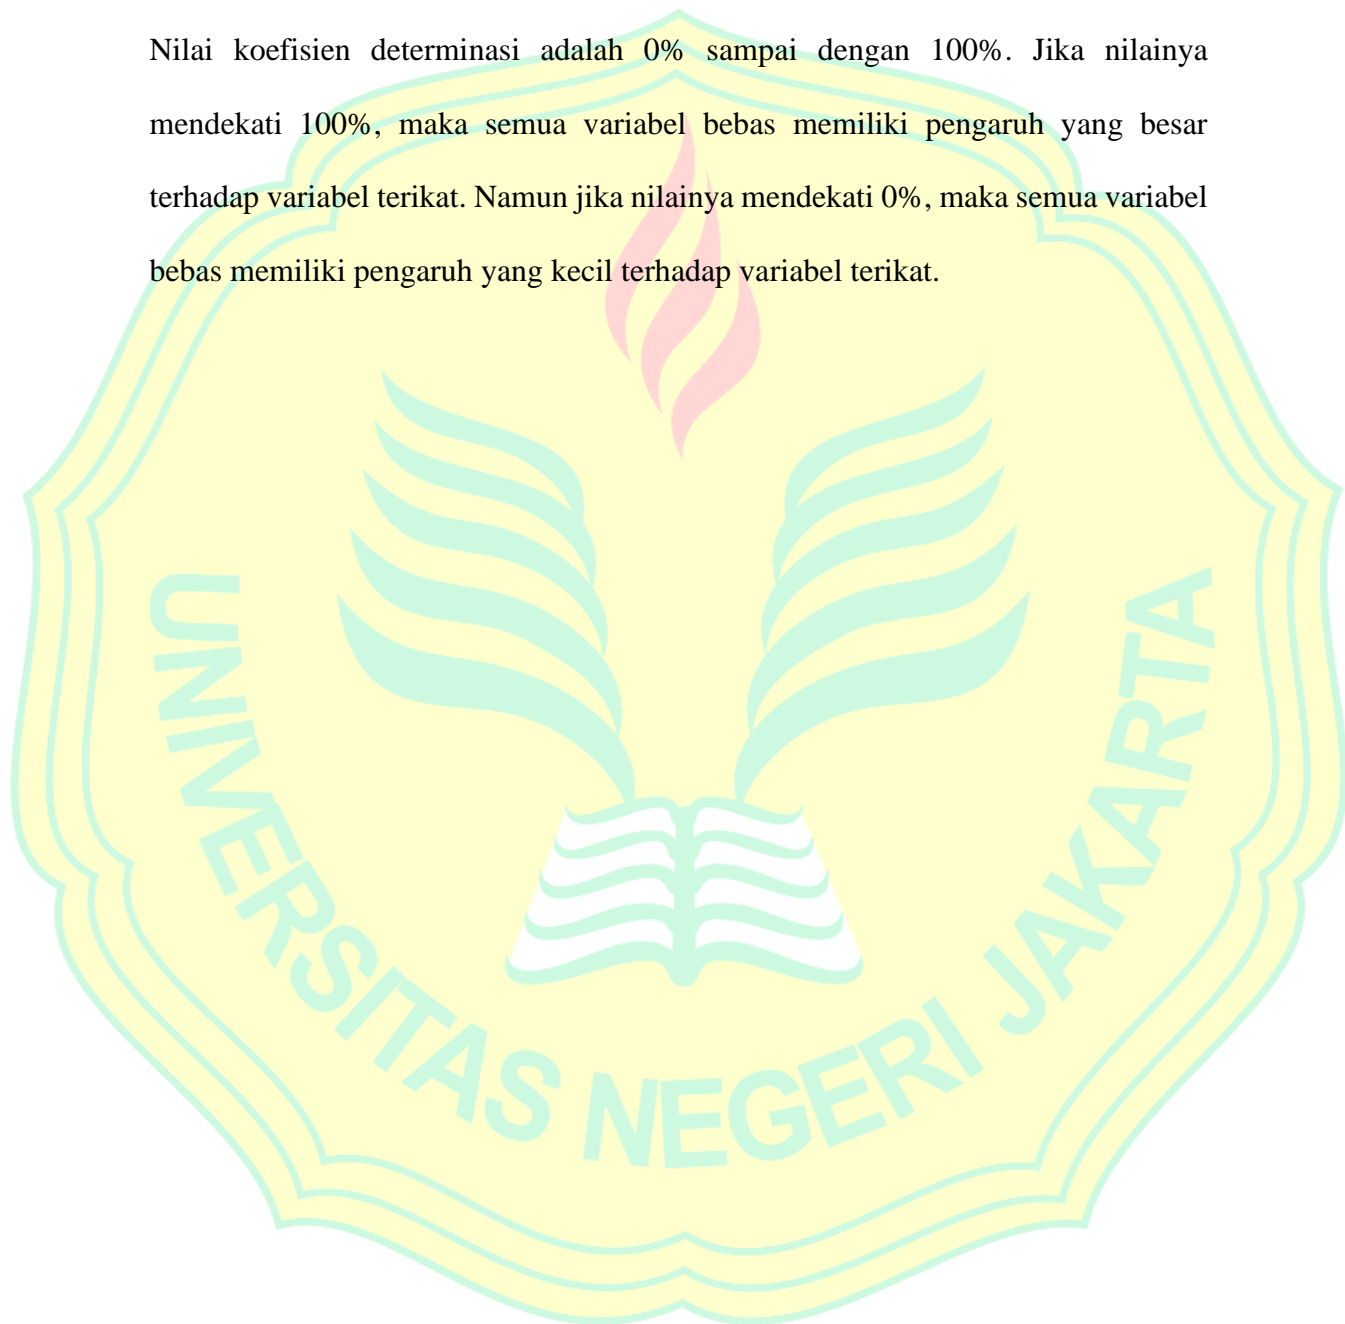 Nilai koefisien determinasi adalah 0% sampai dengan 100%. Jika nilainya
mendekati 100%, maka semua variabel bebas memiliki pengaruh yang besar
terhadap variabel terikat. Namun jika nilainya mendekati 0%, maka semua variabel
bebas memiliki pengaruh yang kecil terhadap variabel terikat.
UNIVERSITAS NEGERI JAKARTA